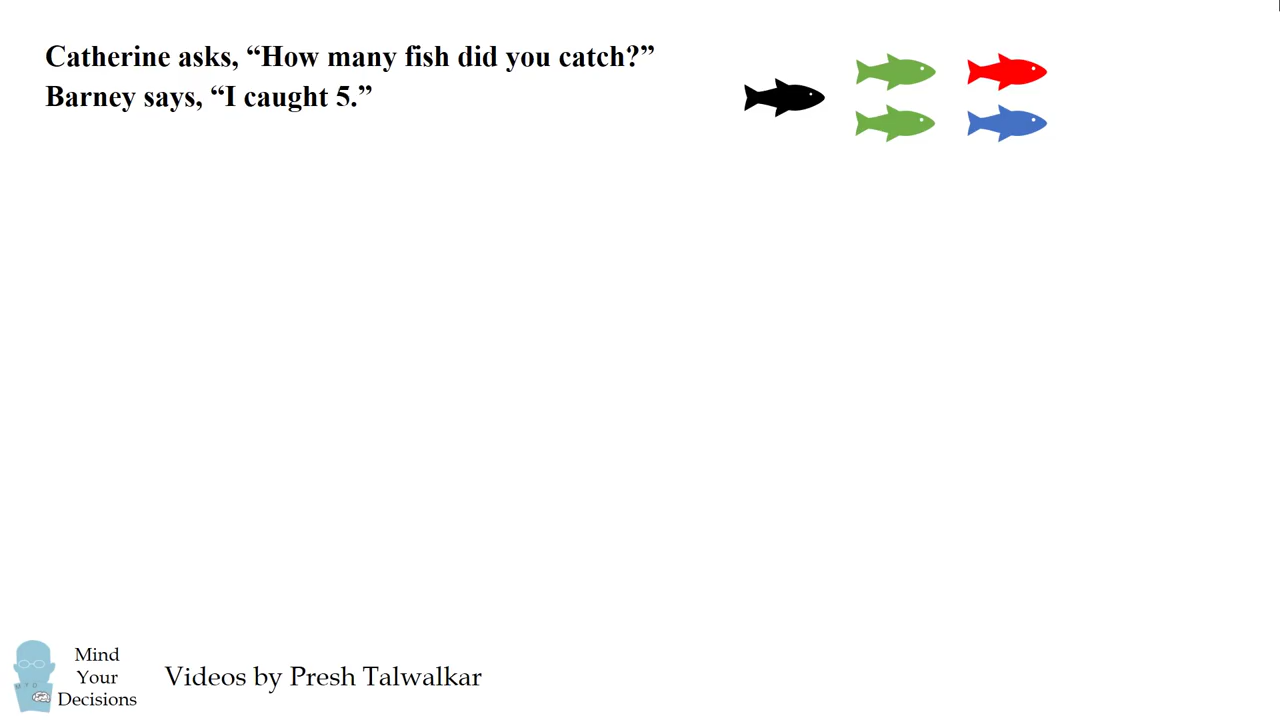 Catherine asks, “How many fish did you catch?”
Barney says, “I caught 5.”
Mind
Your
Decisions
Videos by Presh Talwalkar